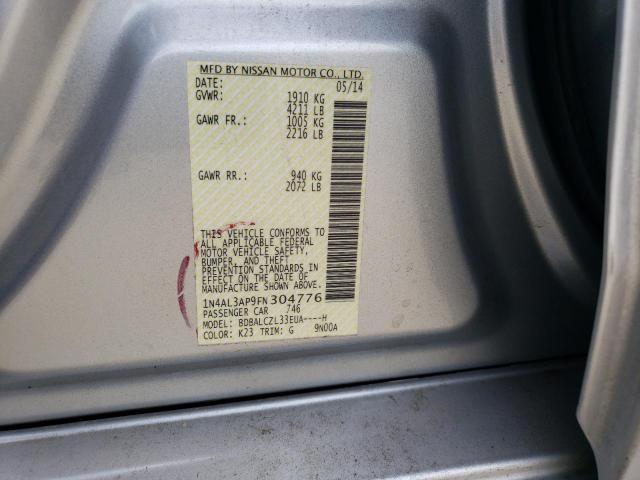 MFD BY NISSAN MOTOR CO., LTD.
DATE: 05/14
GVWR: 1910 KG
4211 LB
GAWR FR.: 1005 KG
2216 LB
GAWR RR.: 940 KG
2072 LB
THIS VEHICLE CONFORMS TO
ALL APPLICABLE FEDERAL
MOTOR VEHICLE SAFETY,
BUMPER, AND THEFT
PREVENTION STANDARDS IN
EFFECT ON THE DATE OF
MANUFACTURE SHOWN ABOVE.
1N4AL3AP9FN304776
PASSENGER CAR 746
MODEL: BDBALCZL33EUA----H
COLOR: K23 TRIM: G 9N00A